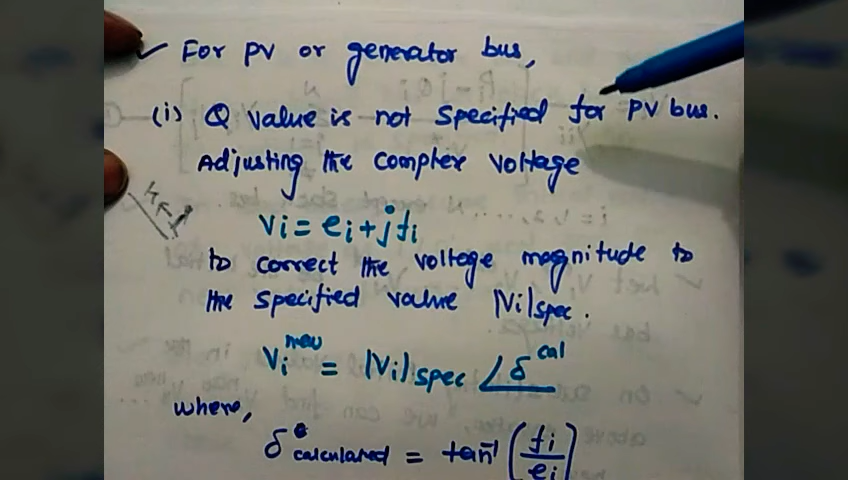 ✓ For PV or generator bus,
(i) Q value is not specified for PV bus.
Adjusting the complex voltage
Vi = ei + jfi
to correct the voltage magnitude to
the specified value |Vi|spec.
Vi^new = |Vi|spec ∠δ^cal
where,
δ calculated = tan⁻¹ (fi/ei)